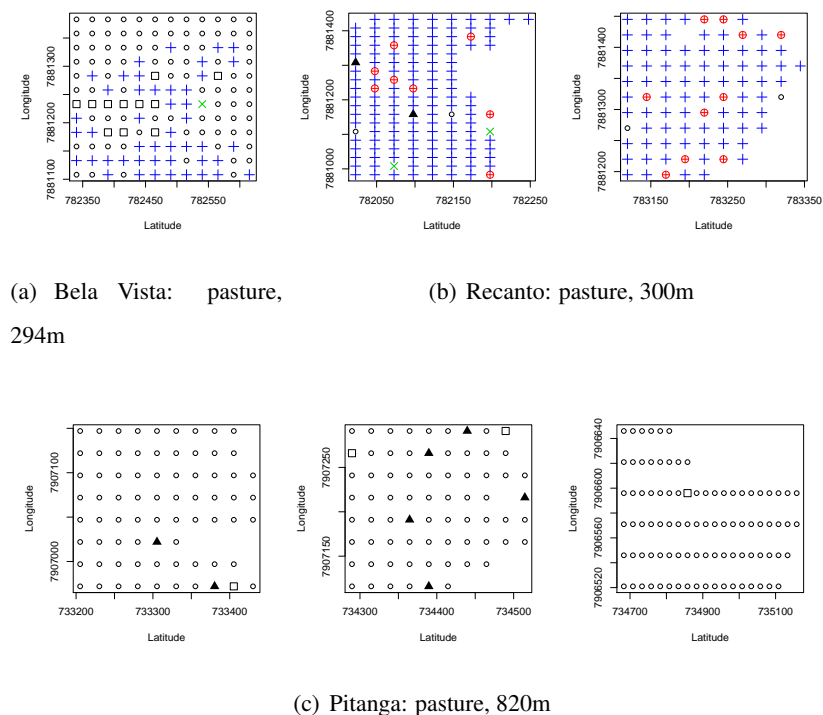 7881100 7881200 7881300
Longitude
782350 782450 782550
Latitude
7881000 7881200 7881400
Longitude
782050 782150 782250
Latitude
7881200 7881300 7881400
Longitude
783150 783250 783350
Latitude
(a) Bela Vista: pasture,
294m
(b) Recanto: pasture, 300m
7907000 7907100
Longitude
733200 733300 733400
Latitude
7907150 7907250
Longitude
734300 734400 734500
Latitude
7906520 7906560 7906600 7906640
Longitude
734700 734900 735100
Latitude
(c) Pitanga: pasture, 820m